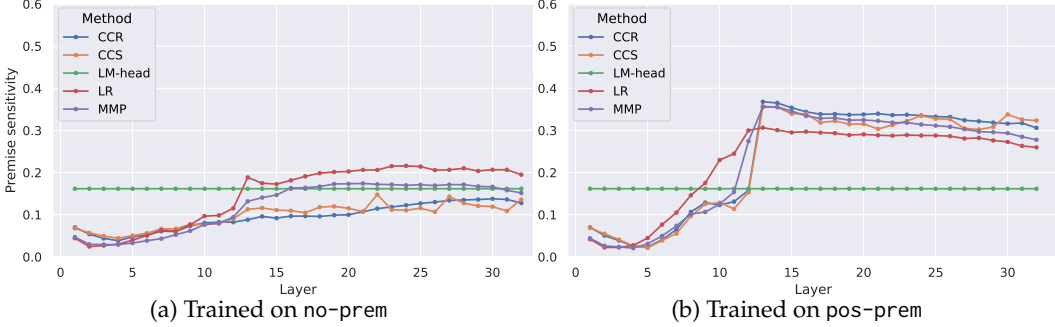 0.6
0.5
0.4
0.3
0.2
0.1
0.0
Premise sensitivity
Method
CCR
CCS
LM-head
LR
MMP
0 5 10 15 20 25 30
Layer
(a) Trained on no-prem
0.6
0.5
0.4
0.3
0.2
0.1
0.0
Method
CCR
CCS
LM-head
LR
MMP
0 5 10 15 20 25 30
Layer
(b) Trained on pos-prem